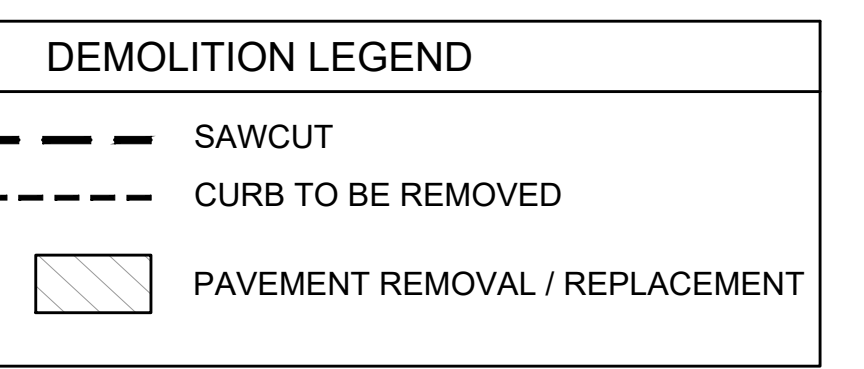 DEMOLITION LEGEND
SAWCUT
CURB TO BE REMOVED
PAVEMENT REMOVAL / REPLACEMENT